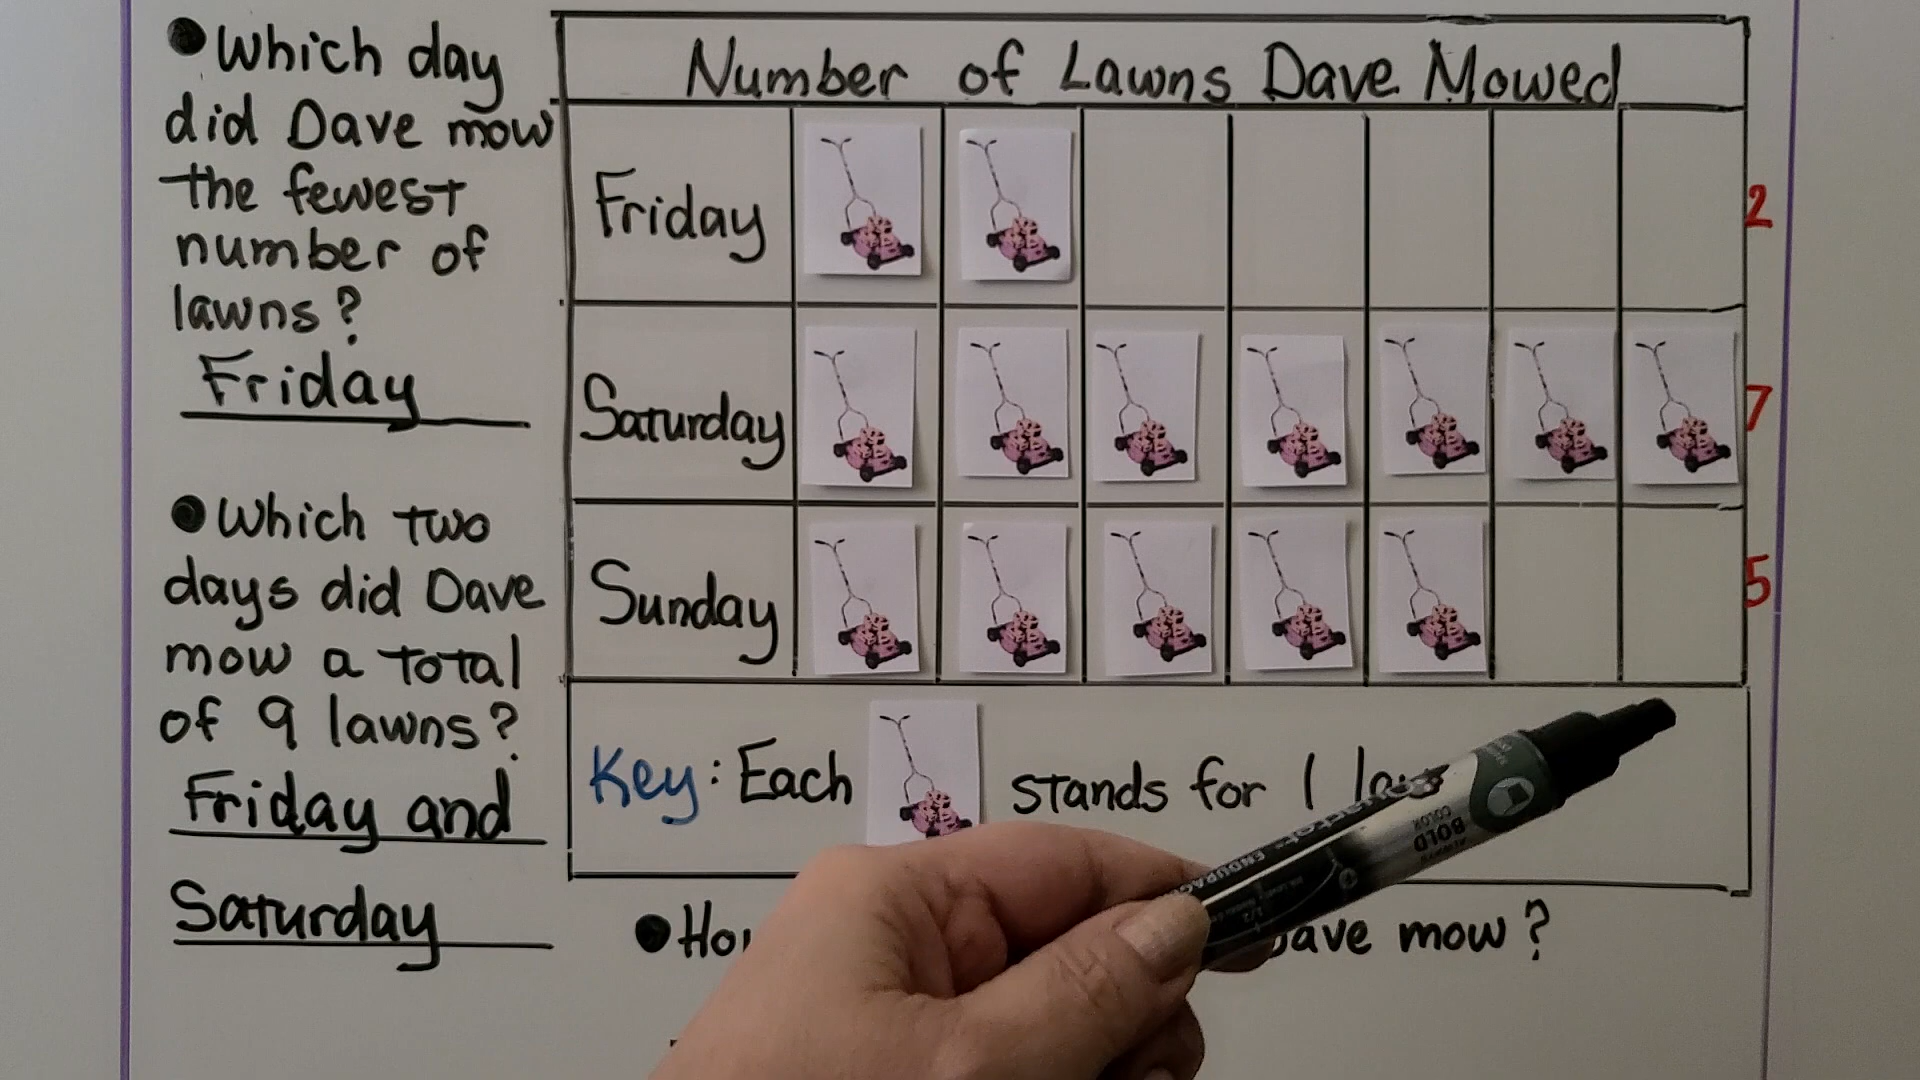 ●Which day
did Dave mow
the fewest
number of
lawns?
Friday
●Which two
days did Dave
mow a total
of 9 lawns?
Friday and
Saturday
Number of Lawns Dave Mowed
Friday 2
Saturday 7
Sunday 5
Key: Each stands for 1
● mow?
BOLD
COLOR